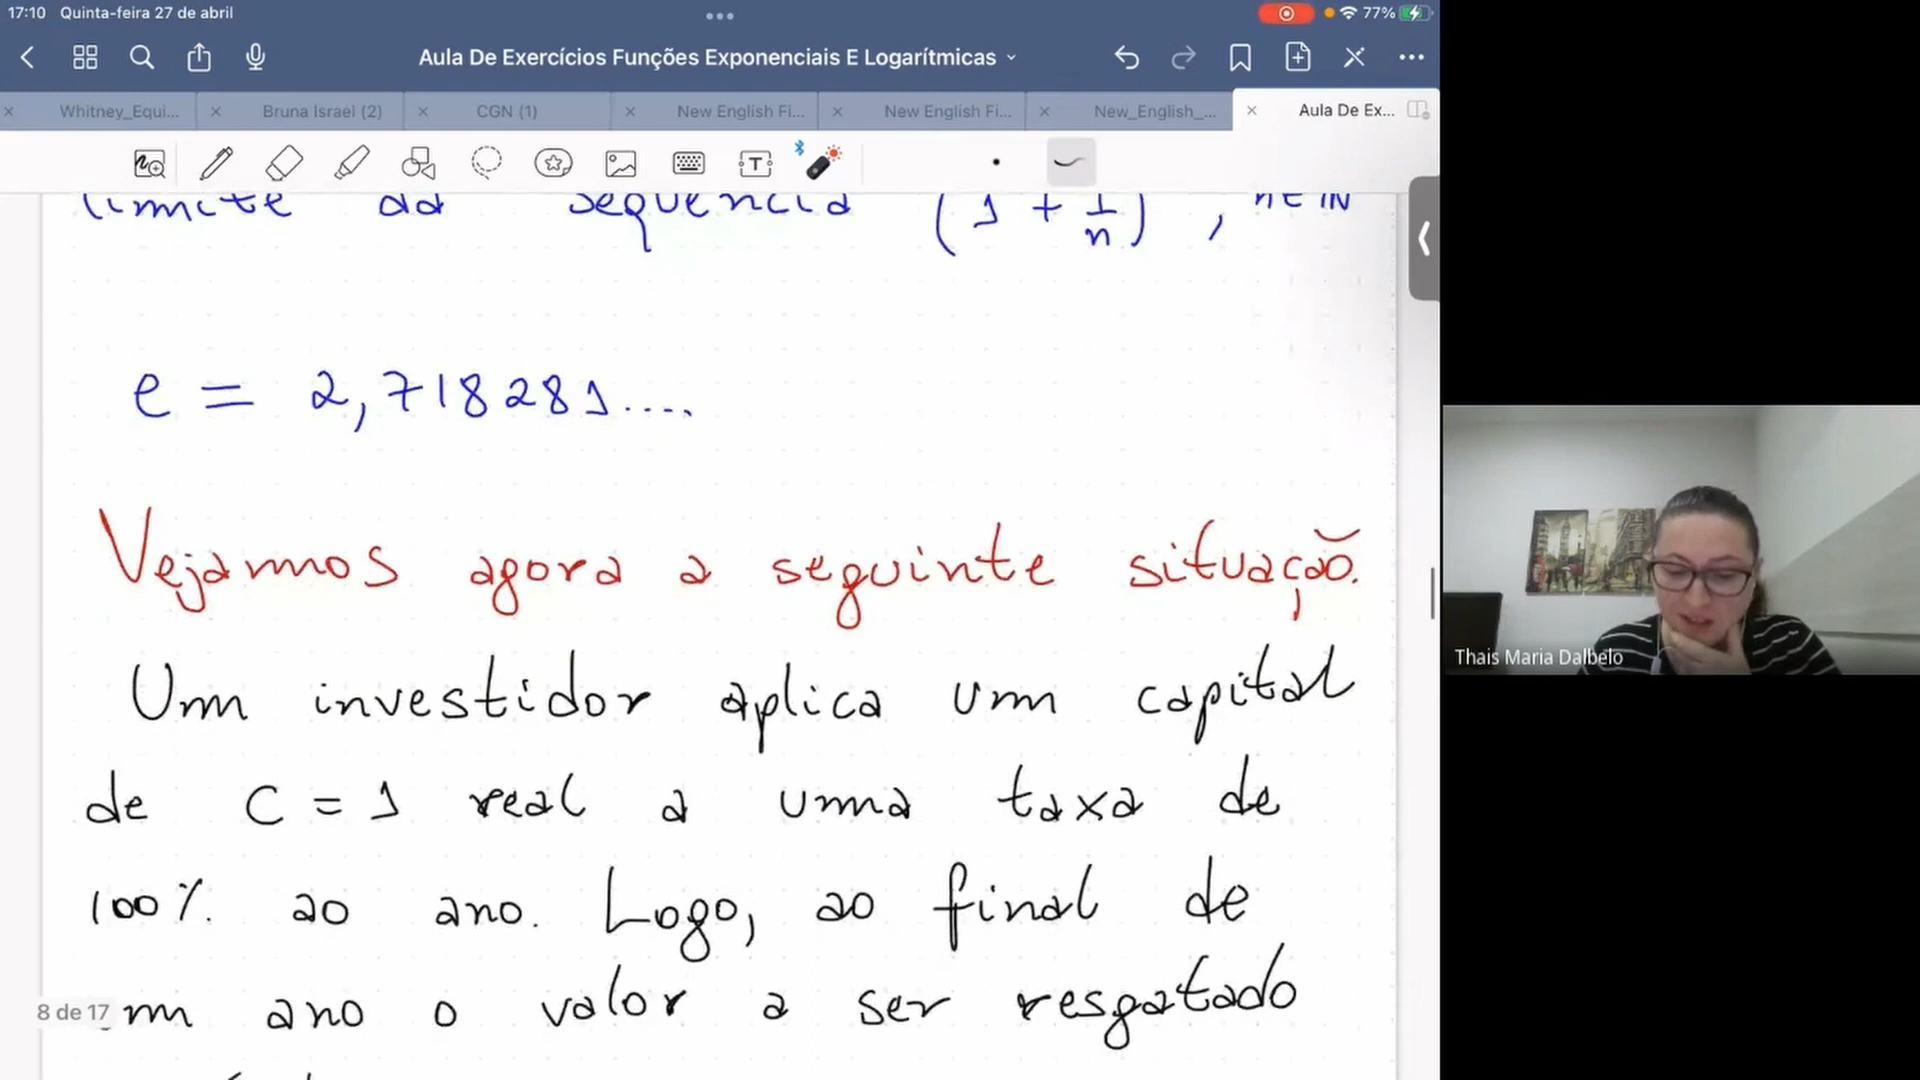 17:10 Quinta-feira 27 de abril
77%
Aula De Exercícios Funções Exponenciais E Logarítmicas
Whitney_Equi...
Bruna Israel (2)
CGN (1)
New English Fi...
New English Fi...
New_English_...
Aula De Ex...
limite da sequência (1 + 1/n) , n ∈ IN
e = 2,718281....
Vejamos agora a seguinte situação.
Um investidor aplica um capital
de C = 1 real a uma taxa de
100% ao ano. Logo, ao final de
um ano o valor a ser resgatado
8 de 17
Thais Maria Dalbelo